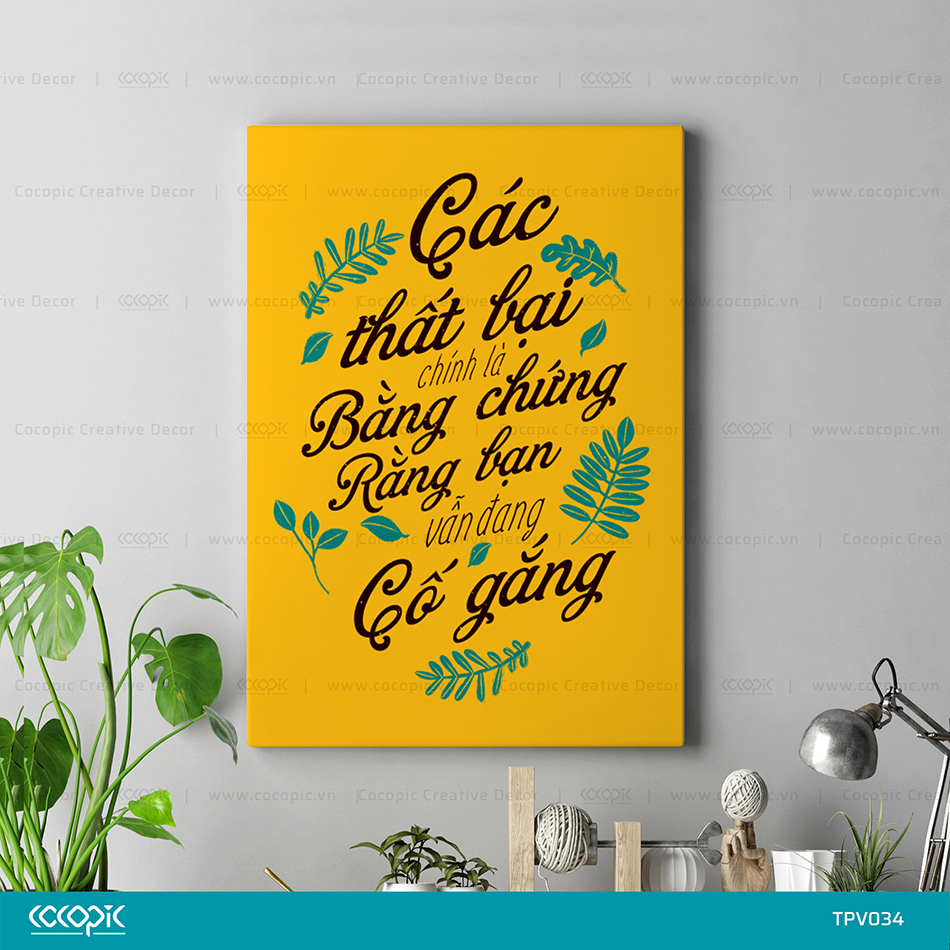 Các
thất bại
chính là
Bằng chứng
Rằng bạn
vẫn đang
Cố gắng
Cocopic Creative Decor | cocopic | www.cocopic.vn
cocopic
TPV034